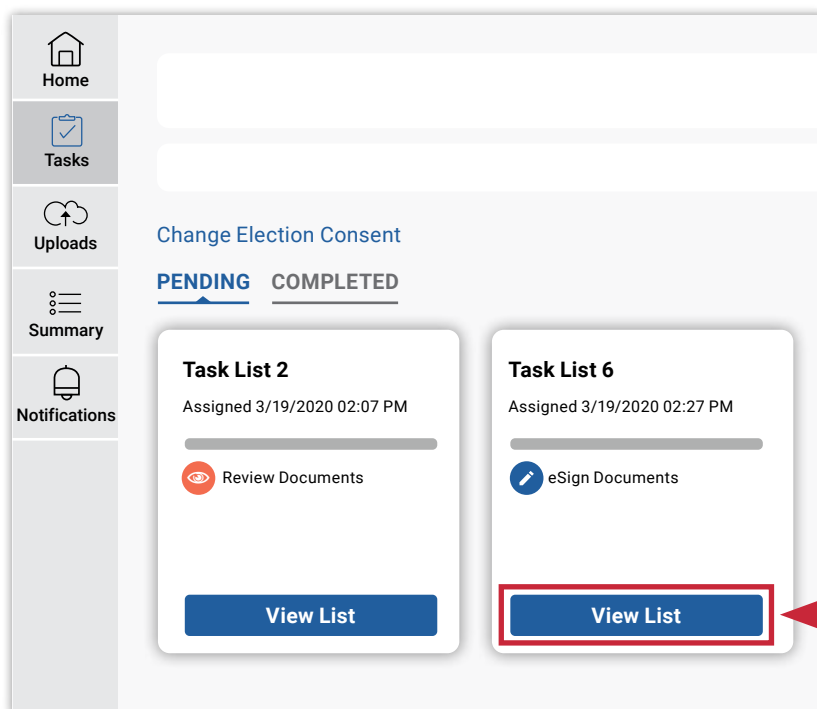 Home
Tasks
Uploads
Summary
Notifications
Change Election Consent
PENDING COMPLETED
Task List 2
Assigned 3/19/2020 02:07 PM
Review Documents
View List
Task List 6
Assigned 3/19/2020 02:27 PM
eSign Documents
View List